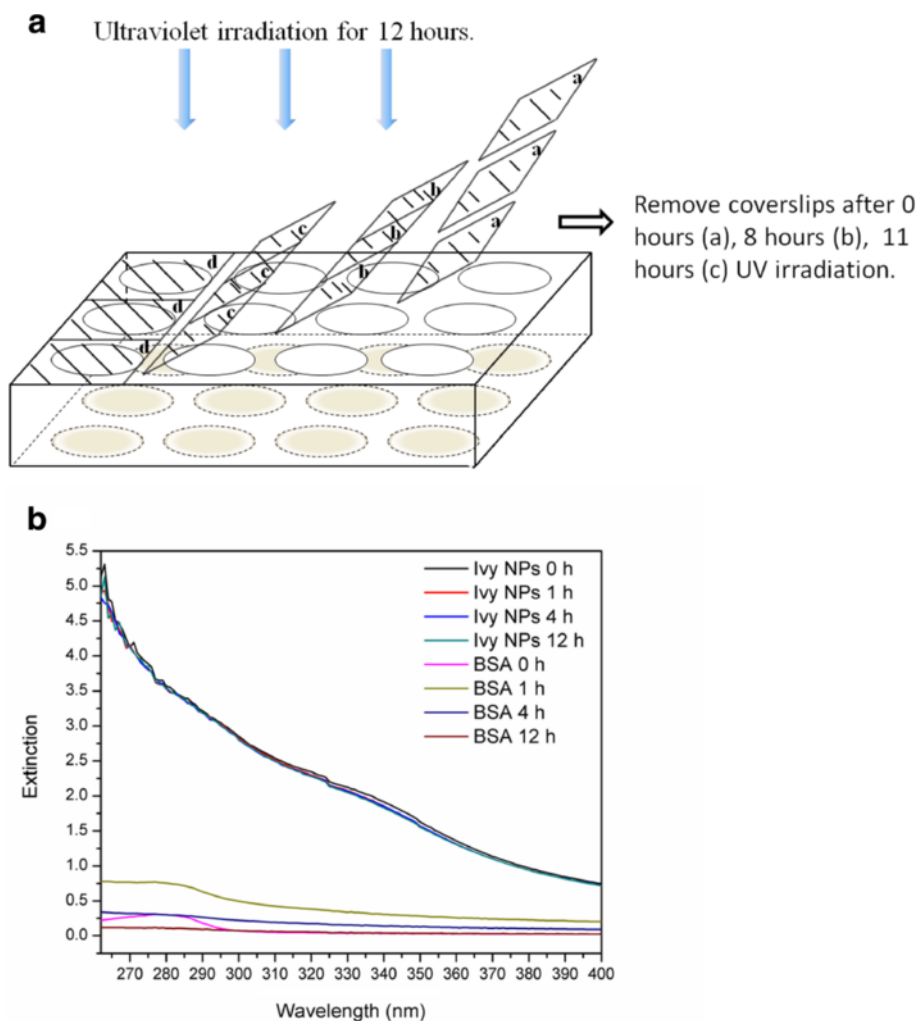 a
Ultraviolet irradiation for 12 hours.
a
a
a
b
b
b
c
c
c
d
d
d
Remove coverslips after 0
hours (a), 8 hours (b), 11
hours (c) UV irradiation.
b
Extinction
5.5
5.0
4.5
4.0
3.5
3.0
2.5
2.0
1.5
1.0
0.5
0.0
Ivy NPs 0 h
Ivy NPs 1 h
Ivy NPs 4 h
Ivy NPs 12 h
BSA 0 h
BSA 1 h
BSA 4 h
BSA 12 h
270 280 290 300 310 320 330 340 350 360 370 380 390 400
Wavelength (nm)